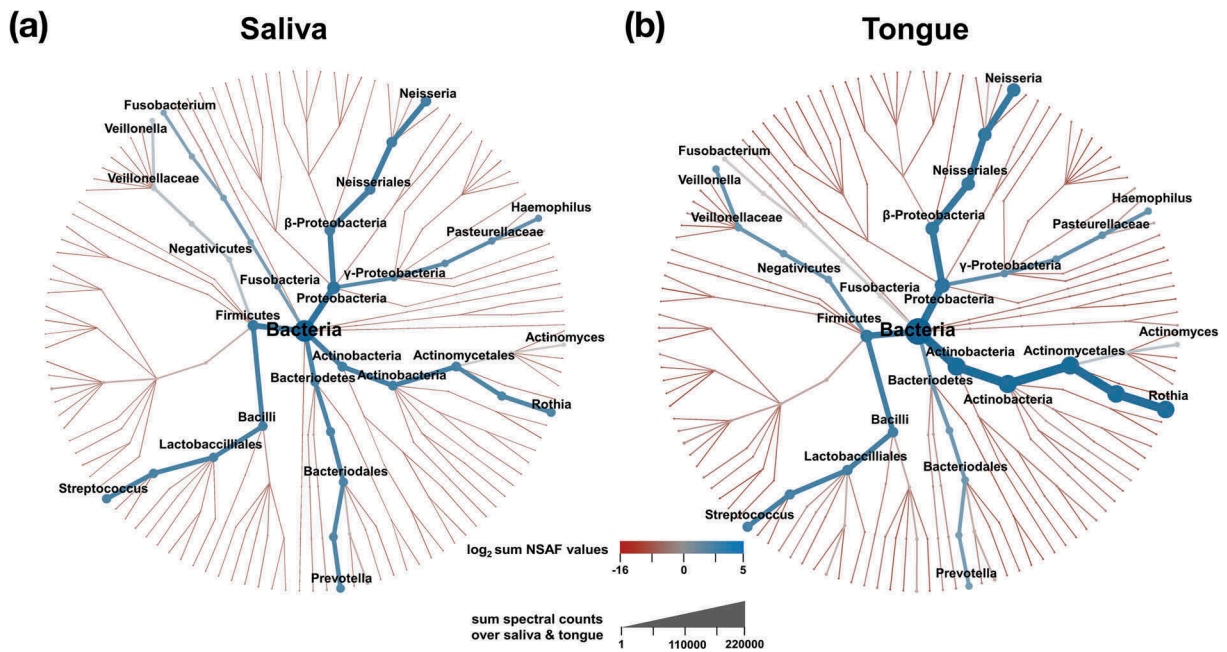 (a)
Saliva
Fusobacterium
Neisseria
Veillonella
Veillonellaceae
Neisseriales
Haemophilus
β-Proteobacteria
Pasteurellaceae
Negativicutes
γ-Proteobacteria
Fusobacteria
Proteobacteria
Firmicutes
Bacteria
Actinomyces
Actinobacteria
Actinomycetales
Bacteriodetes
Actinobacteria
Rothia
Bacilli
Lactobaccilliales
Bacteriodales
Streptococcus
Prevotella
(b)
Tongue
Neisseria
Fusobacterium
Veillonella
Neisseriales
Haemophilus
Veillonellaceae
β-Proteobacteria
Pasteurellaceae
Negativicutes
γ-Proteobacteria
Fusobacteria
Proteobacteria
Firmicutes
Bacteria
Actinomyces
Actinobacteria
Actinomycetales
Bacteriodetes
Actinobacteria
Rothia
Bacilli
Lactobaccilliales
Bacteriodales
Streptococcus
Prevotella
log₂ sum NSAF values
-16 0 5
sum spectral counts
over saliva & tongue
1 110000 220000